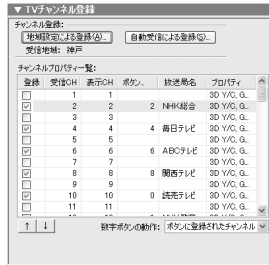 ▼ TVチャンネル登録
チャンネル登録:
地域設定による登録(A)... 自動受信による登録(S)...
受信地域: 神戸
チャンネルプロパティ一覧:
登録 受信CH 表示CH ボタン... 放送局名 プロパティ
1 1 3D Y/C, G...
2 2 2 NHK総合 3D Y/C, G...
3 3 3D Y/C, G...
4 4 4 毎日テレビ 3D Y/C, G...
5 5 3D Y/C, G...
6 6 6 ABCテレビ 3D Y/C, G...
7 7 3D Y/C, G...
8 8 8 関西テレビ 3D Y/C, G...
9 9 3D Y/C, G...
10 10 0 読売テレビ 3D Y/C, G...
11 11 3D Y/C, G...
↑ ↓ 数字ボタンの動作: ボタンに登録されたチャンネル